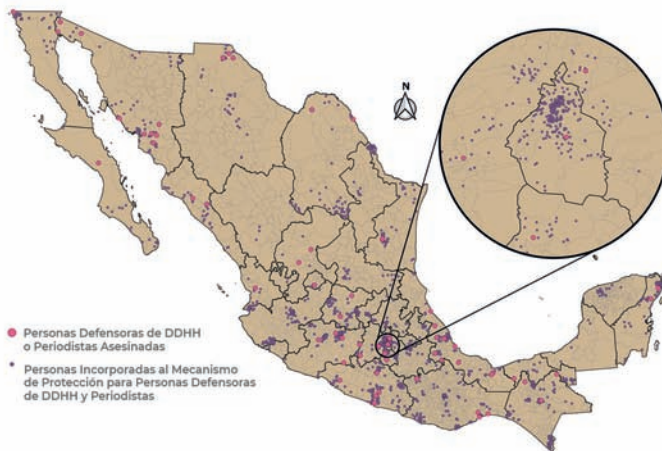 N
Personas Defensoras de DDHH
o Periodistas Asesinadas
Personas Incorporadas al Mecanismo
de Protección para Personas Defensoras
de DDHH y Periodistas